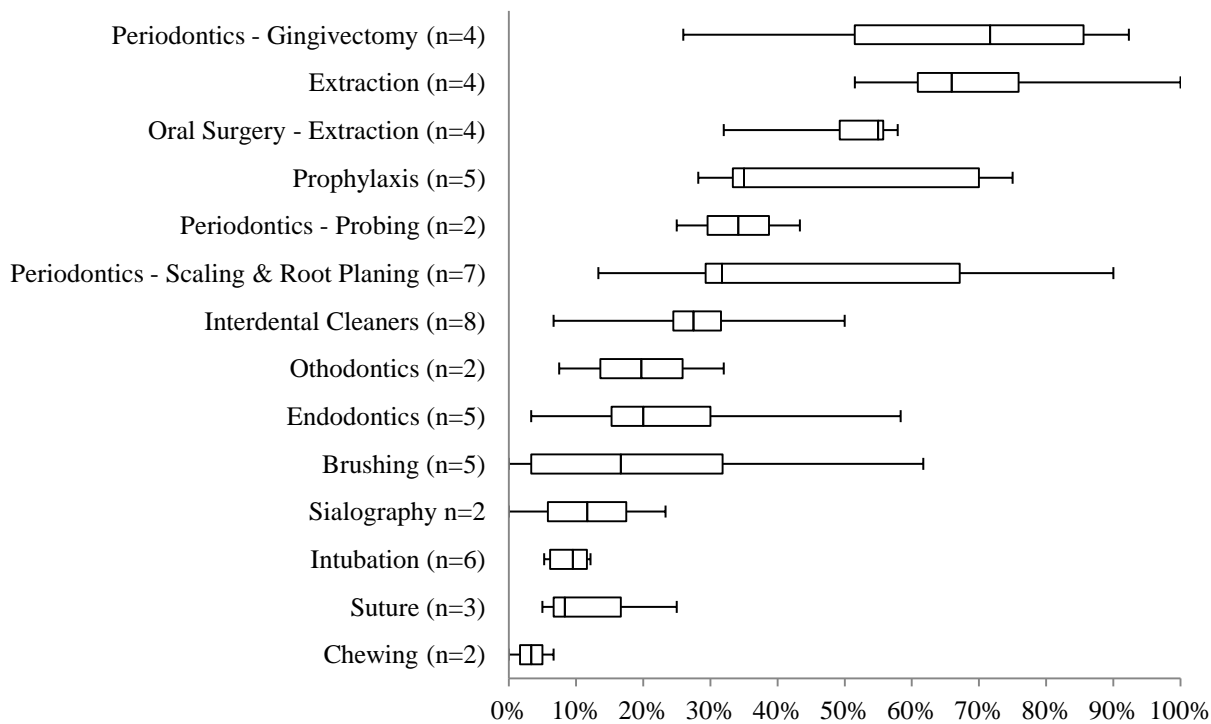 Periodontics - Gingivectomy (n=4)
Extraction (n=4)
Oral Surgery - Extraction (n=4)
Prophylaxis (n=5)
Periodontics - Probing (n=2)
Periodontics - Scaling & Root Planing (n=7)
Interdental Cleaners (n=8)
Othodontics (n=2)
Endodontics (n=5)
Brushing (n=5)
Sialography n=2
Intubation (n=6)
Suture (n=3)
Chewing (n=2)
0% 10% 20% 30% 40% 50% 60% 70% 80% 90% 100%